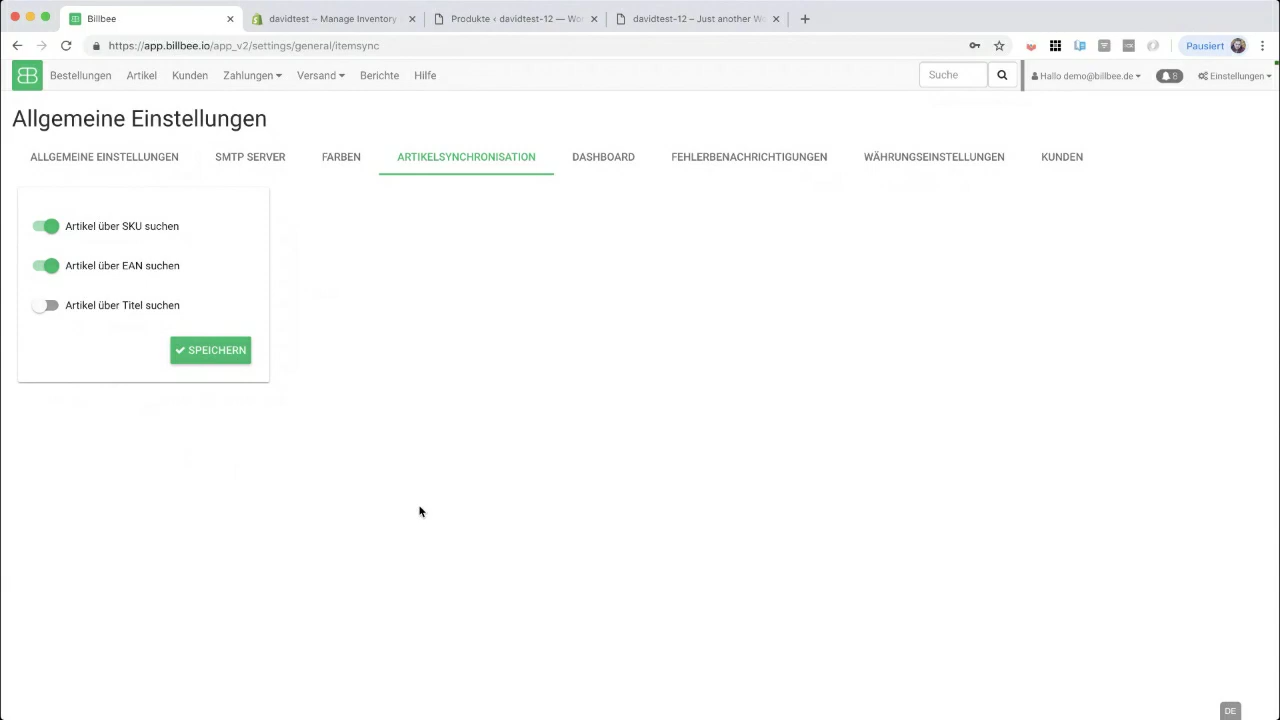 Billbee
davidtest ~ Manage Inventory
Produkte ‹ davidtest-12 — Wo
davidtest-12 – Just another W
https://app.billbee.io/app_v2/settings/general/itemsync
Pausiert
Bestellungen Artikel Kunden Zahlungen Versand Berichte Hilfe
Suche
Hallo demo@billbee.de
8
Einstellungen
Allgemeine Einstellungen
ALLGEMEINE EINSTELLUNGEN SMTP SERVER FARBEN ARTIKELSYNCHRONISATION DASHBOARD FEHLERBENACHRICHTIGUNGEN WÄHRUNGSEINSTELLUNGEN KUNDEN
Artikel über SKU suchen
Artikel über EAN suchen
Artikel über Titel suchen
SPEICHERN
DE